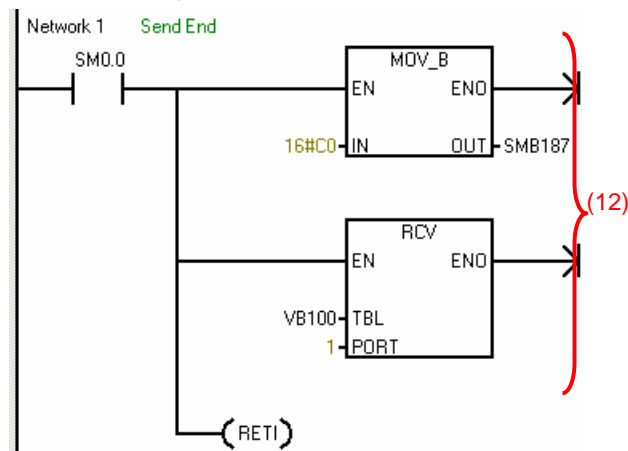 Network 1 Send End
SM0.0
MOV_B
EN ENO
16#C0 IN OUT SMB187
(12)
RCV
EN ENO
VB100 TBL
1 PORT
RETI